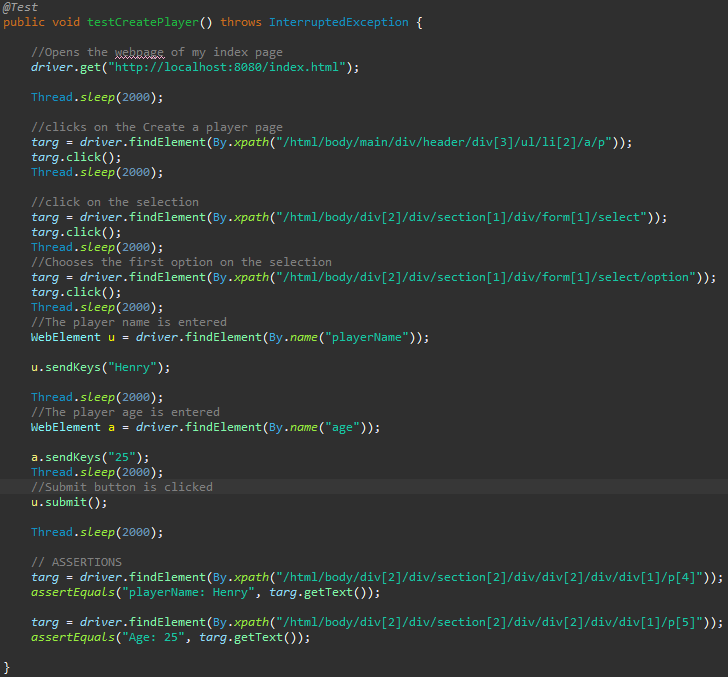 @Test
public void testCreatePlayer() throws InterruptedException {
//Opens the webpage of my index page
driver.get("http://localhost:8080/index.html");
Thread.sleep(2000);
//clicks on the Create a player page
targ = driver.findElement(By.xpath("/html/body/main/div/header/div[3]/ul/li[2]/a/p"));
targ.click();
Thread.sleep(2000);
//click on the selection
targ = driver.findElement(By.xpath("/html/body/div[2]/div/section[1]/div/form[1]/select"));
targ.click();
Thread.sleep(2000);
//Chooses the first option on the selection
targ = driver.findElement(By.xpath("/html/body/div[2]/div/section[1]/div/form[1]/select/option"));
targ.click();
Thread.sleep(2000);
//The player name is entered
WebElement u = driver.findElement(By.name("playerName"));
u.sendKeys("Henry");
Thread.sleep(2000);
//The player age is entered
WebElement a = driver.findElement(By.name("age"));
a.sendKeys("25");
Thread.sleep(2000);
//Submit button is clicked
u.submit();
Thread.sleep(2000);
// ASSERTIONS
targ = driver.findElement(By.xpath("/html/body/div[2]/div/section[2]/div/div[2]/div/div[1]/p[4]"));
assertEquals("playerName: Henry", targ.getText());
targ = driver.findElement(By.xpath("/html/body/div[2]/div/section[2]/div/div[2]/div/div[1]/p[5]"));
assertEquals("Age: 25", targ.getText());
}